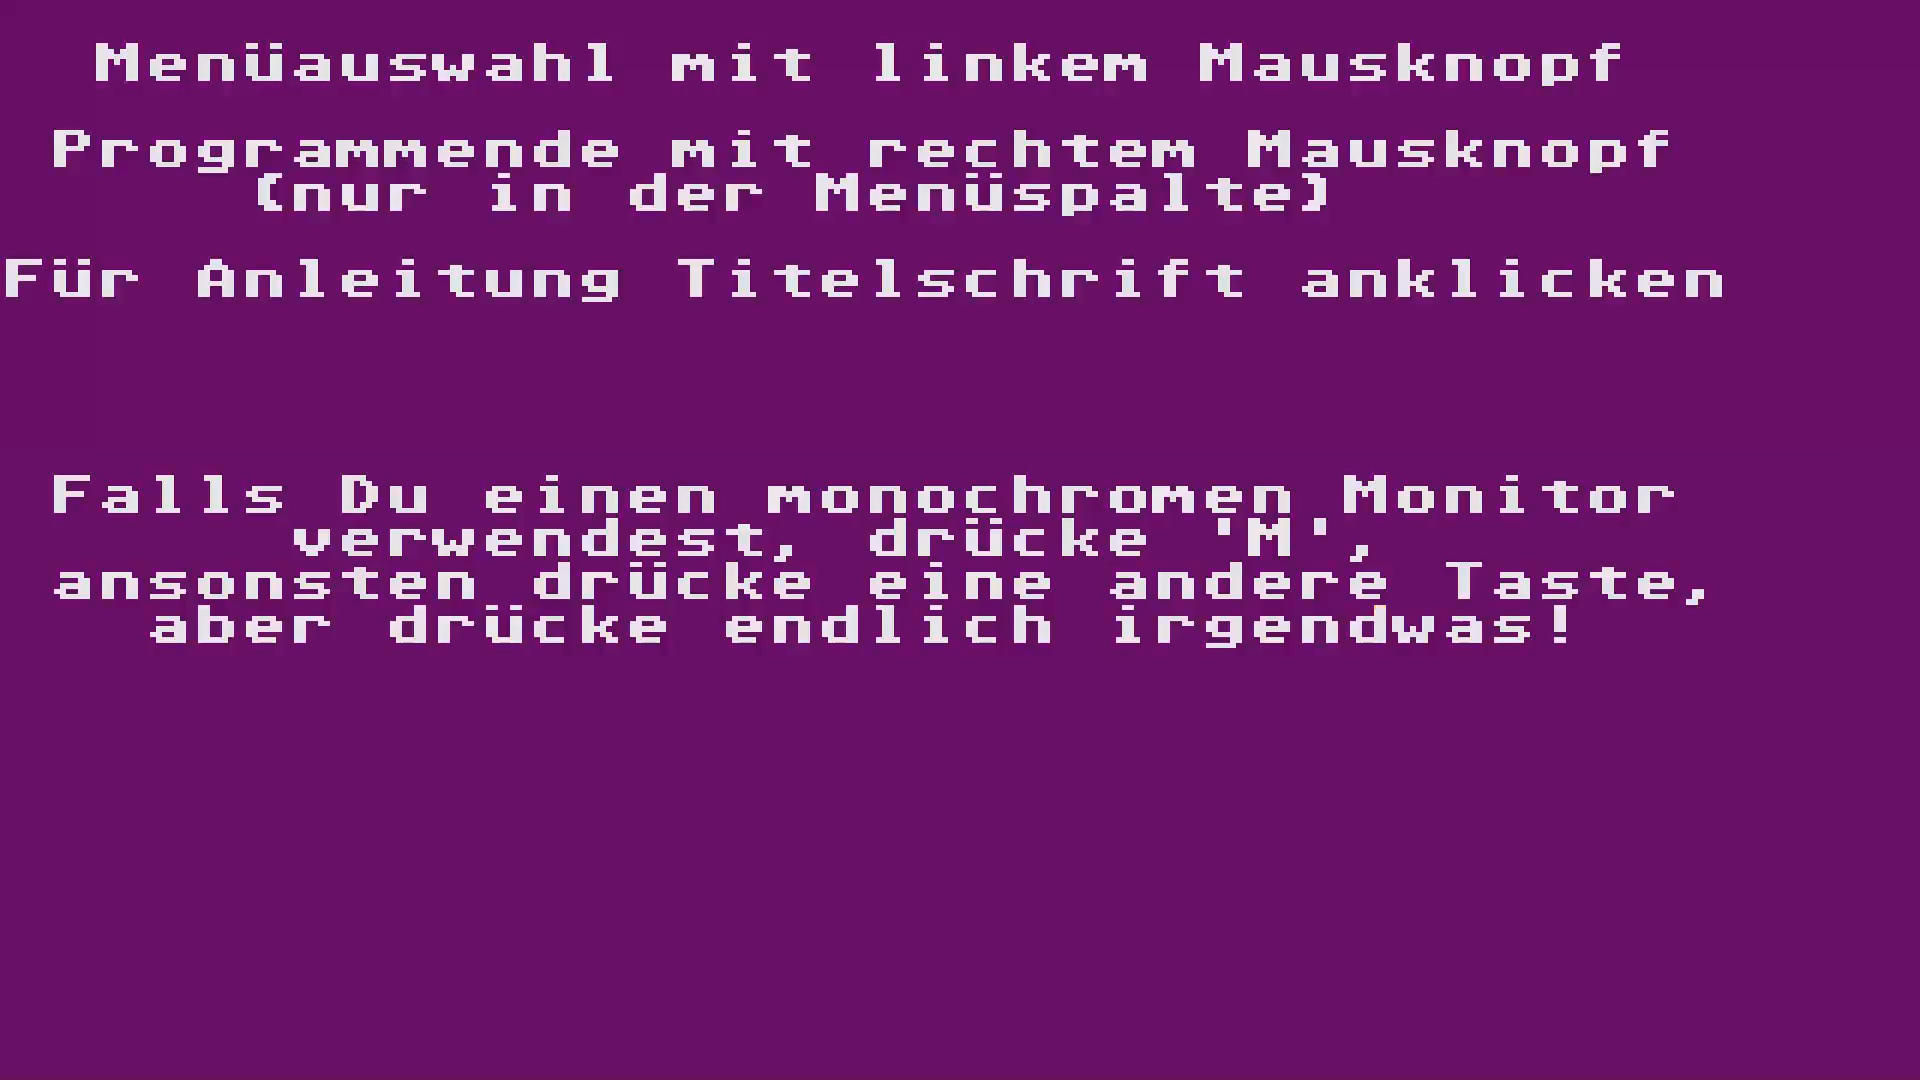 Menüauswahl mit linkem Mausknopf
Programmende mit rechtem Mausknopf
(nur in der Menüspalte)
Für Anleitung Titelschrift anklicken
Falls Du einen monochromen Monitor
verwendest, drücke 'M',
ansonsten drücke eine andere Taste,
aber drücke endlich irgendwas!